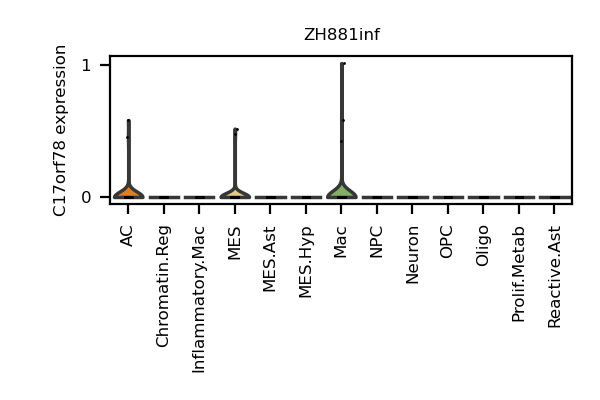 ZH881inf
C17orf78 expression
1
0
AC
Chromatin.Reg
Inflammatory.Mac
MES
MES.Ast
MES.Hyp
Mac
NPC
Neuron
OPC
Oligo
Prolif.Metab
Reactive.Ast